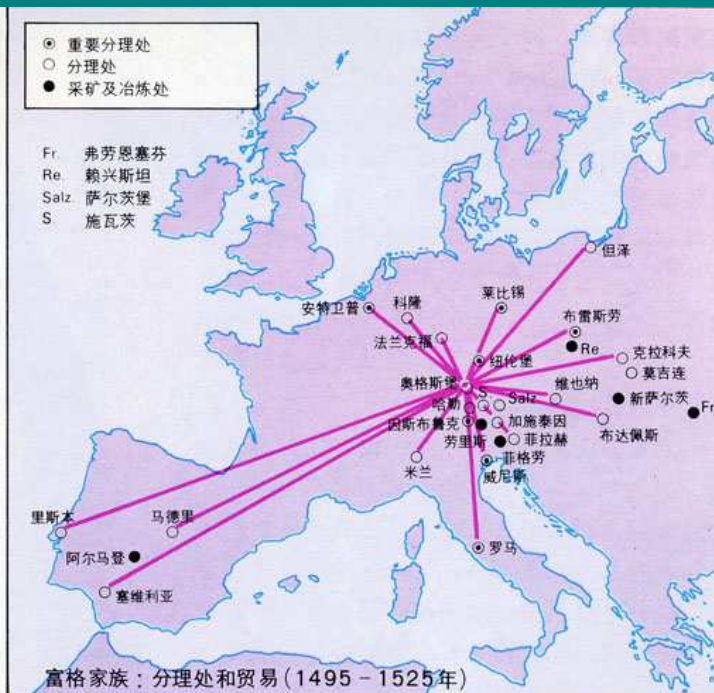 重要分理处
分理处
采矿及冶炼处
Fr. 弗劳恩塞芬
Re. 赖兴斯坦
Salz. 萨尔茨堡
S 施瓦茨
但泽
安特卫普
科隆
莱比锡
布雷斯劳
法兰克福
Re
纽伦堡
克拉科夫
莫吉连
奥格斯堡
S.
Salz
维也纳
新萨尔茨
Fr
哈斯
因斯布鲁克
加施泰因
布达佩斯
劳里斯
菲拉赫
米兰
菲格劳
威尼斯
里斯本
马德里
罗马
阿尔马登
塞维利亚
富格家族：分理处和贸易(1495－1525年)